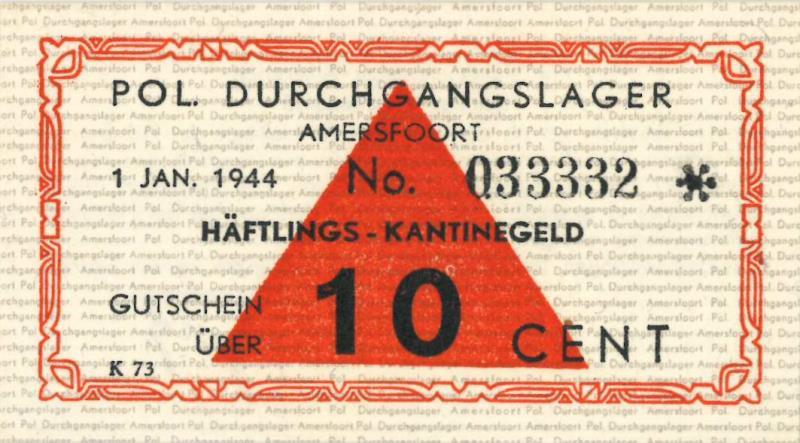 POL. DURCHGANGSLAGER
AMERSFOORT
1 JAN. 1944 No. 033332 *
HÄFTLINGS-KANTINEGELD
GUTSCHEIN
ÜBER 10 CENT
K 73